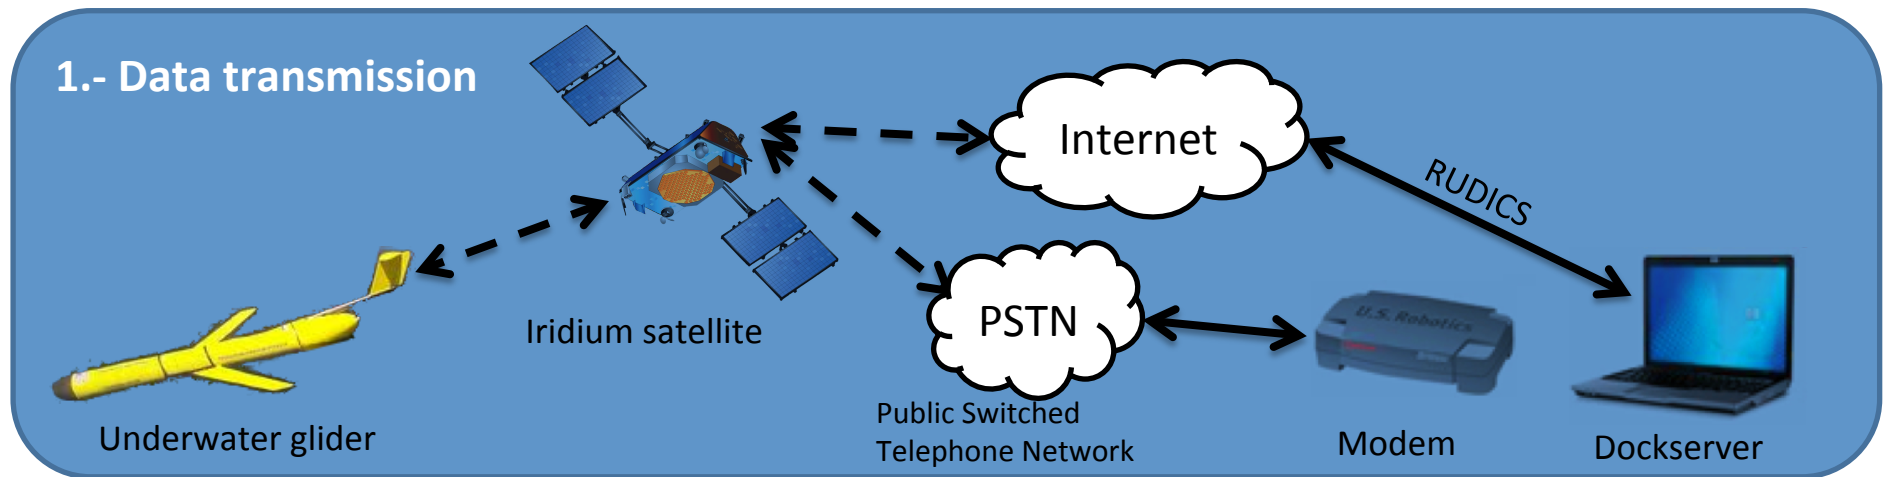 1.- Data transmission
Internet
RUDICS
Iridium satellite
PSTN
U.S. Robotics
Public Switched
Telephone Network
Underwater glider
Modem
Dockserver